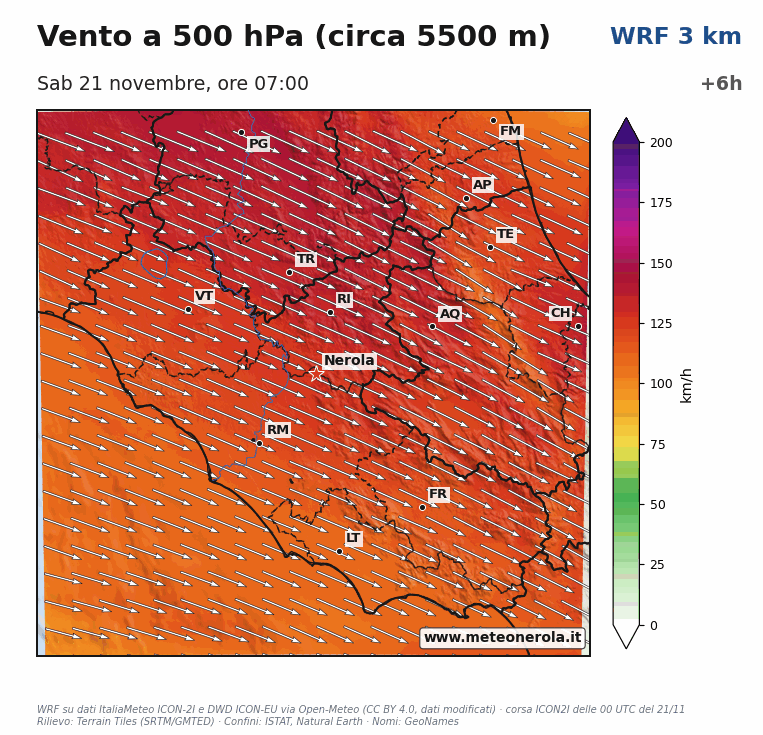 Vento a 500 hPa (circa 5500 m)
WRF 3 km
Sab 21 novembre, ore 07:00
+6h
PG
FM
AP
TE
TR
VT
RI
AQ
CH
Nerola
RM
FR
LT
www.meteonerola.it
200
175
150
125
100
75
50
25
0
km/h
WRF su dati ItaliaMeteo ICON-2I e DWD ICON-EU via Open-Meteo (CC BY 4.0, dati modificati) · corsa ICON2I delle 00 UTC del 21/11
Rilievo: Terrain Tiles (SRTM/GMTED) · Confini: ISTAT, Natural Earth · Nomi: GeoNames